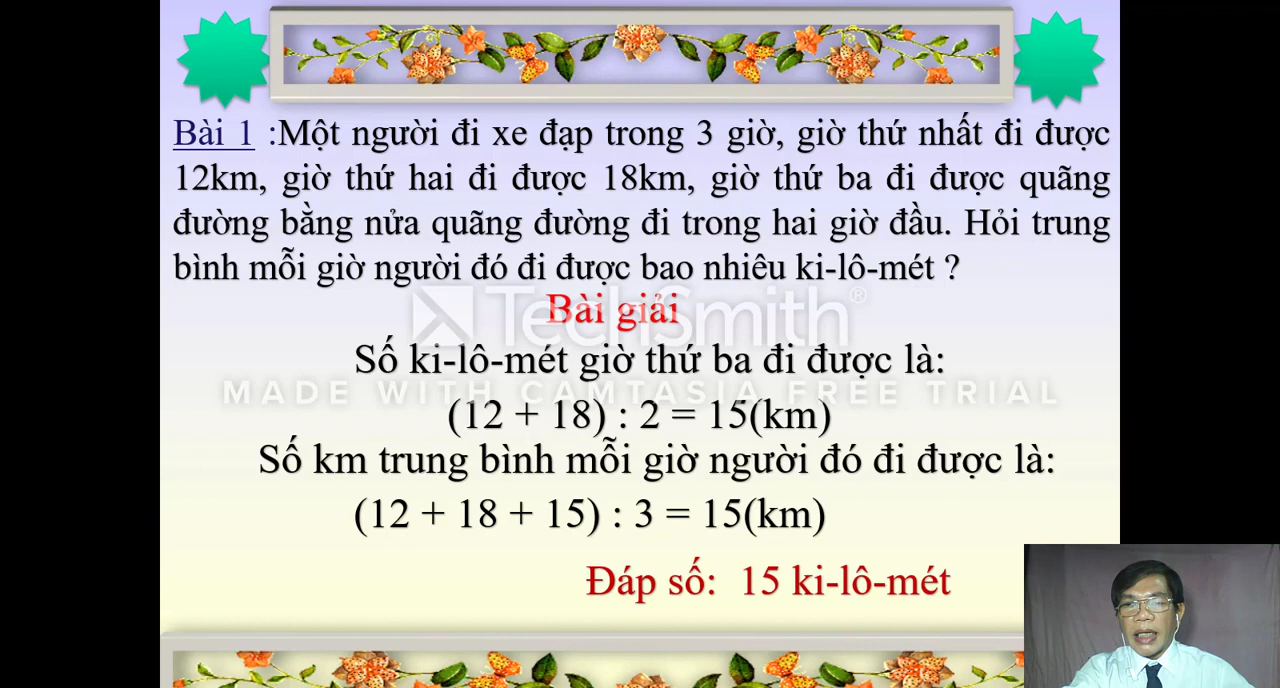 Bài 1 :Một người đi xe đạp trong 3 giờ, giờ thứ nhất đi được
12km, giờ thứ hai đi được 18km, giờ thứ ba đi được quãng
đường bằng nửa quãng đường đi trong hai giờ đầu. Hỏi trung
bình mỗi giờ người đó đi được bao nhiêu ki-lô-mét ?
Bài giải
TechSmith®
Số ki-lô-mét giờ thứ ba đi được là:
MADE WITH CAMTASIA FREE TRIAL
(12 + 18) : 2 = 15(km)
Số km trung bình mỗi giờ người đó đi được là:
(12 + 18 + 15) : 3 = 15(km)
Đáp số: 15 ki-lô-mét